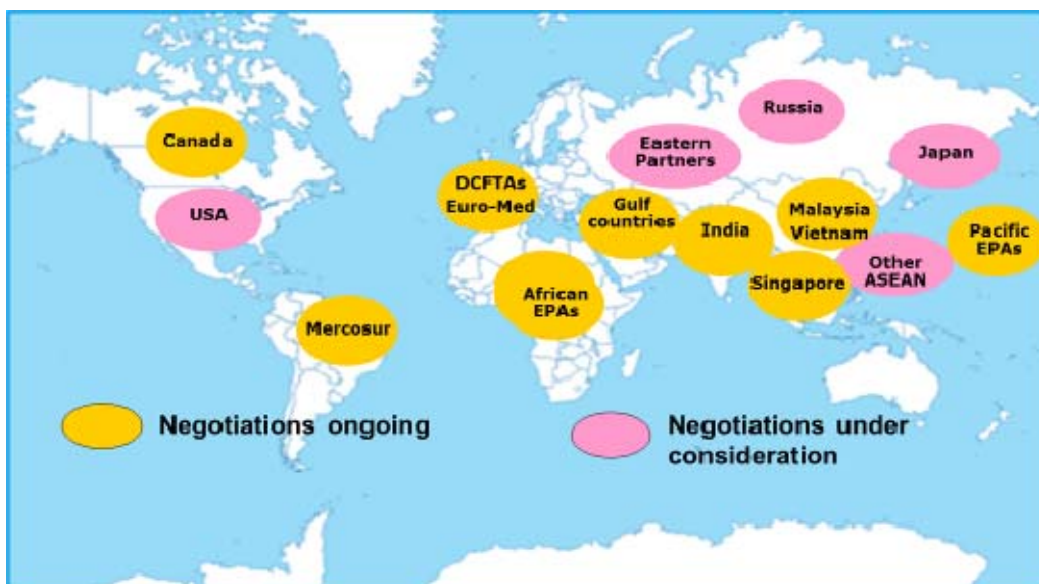 Canada
USA
Mercosur
DCFTAs
Euro-Med
African
EPAs
Gulf
countries
Eastern
Partners
Russia
Japan
India
Malaysia
Vietnam
Singapore
Other
ASEAN
Pacific
EPAs
Negotiations ongoing
Negotiations under
consideration